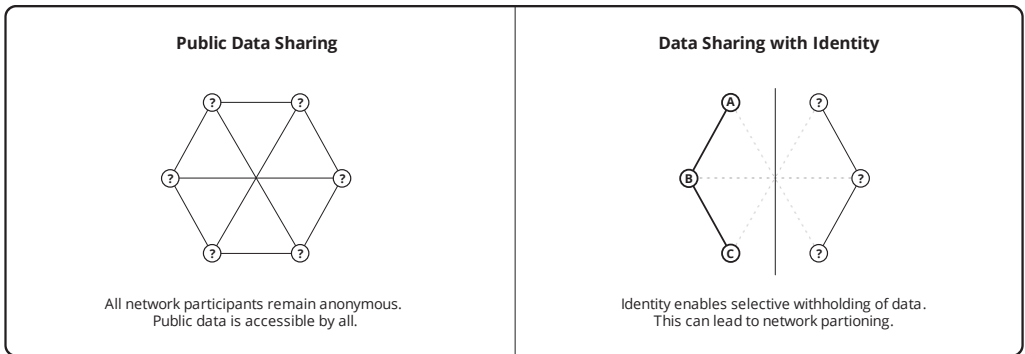 Public Data Sharing
?
?
?
?
?
?
All network participants remain anonymous.
Public data is accessible by all.
Data Sharing with Identity
A
?
B
?
C
?
Identity enables selective withholding of data.
This can lead to network partioning.